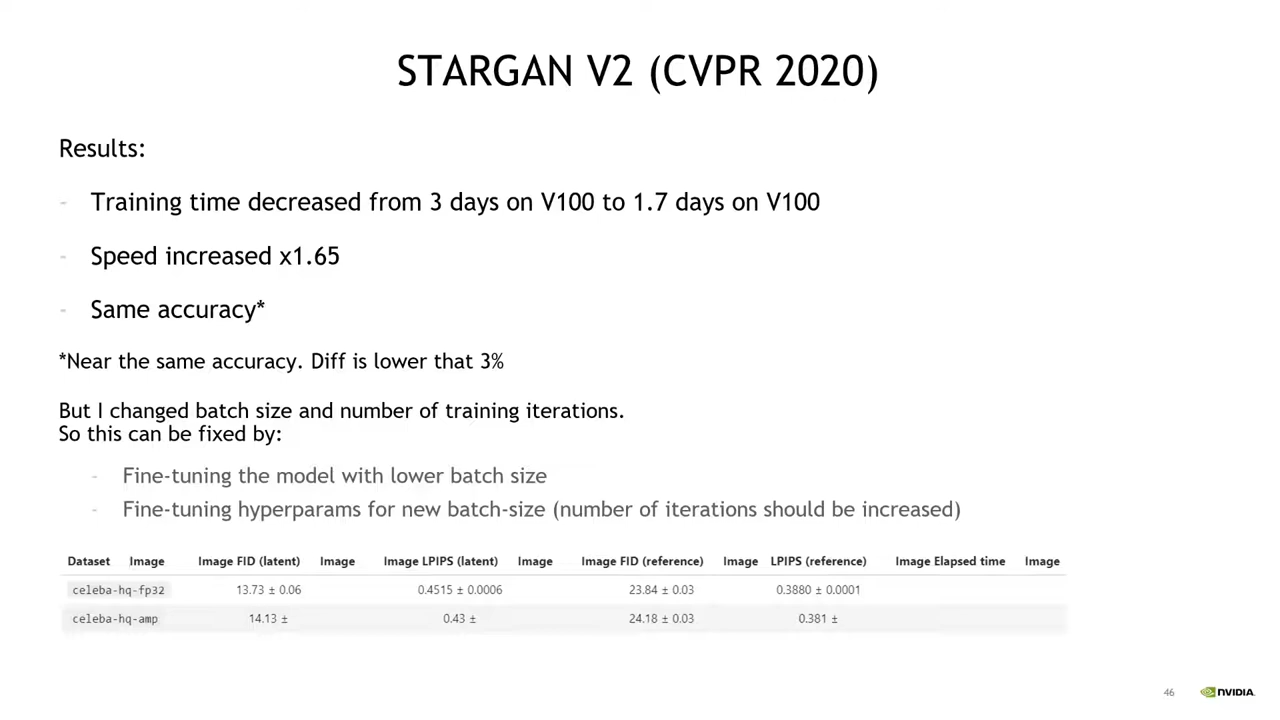 STARGAN V2 (CVPR 2020)
Results:
- Training time decreased from 3 days on V100 to 1.7 days on V100
- Speed increased x1.65
- Same accuracy*
*Near the same accuracy. Diff is lower that 3%
But I changed batch size and number of training iterations.
So this can be fixed by:
- Fine-tuning the model with lower batch size
- Fine-tuning hyperparams for new batch-size (number of iterations should be increased)
Dataset Image Image FID (latent) Image Image LPIPS (latent) Image Image FID (reference) Image LPIPS (reference) Image Elapsed time Image
celeba-hq-fp32 13.73 ± 0.06 0.4515 ± 0.0006 23.84 ± 0.03 0.3880 ± 0.0001
celeba-hq-amp 14.13 ± 0.43 ± 24.18 ± 0.03 0.381 ±
46 NVIDIA.